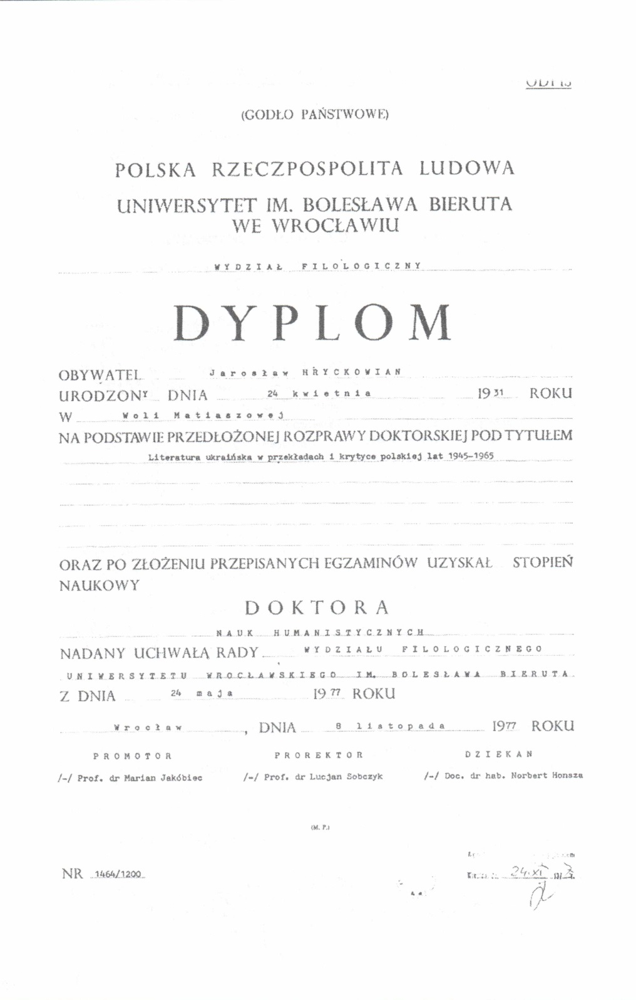 ODPIS
(GODŁO PAŃSTWOWE)
POLSKA RZECZPOSPOLITA LUDOWA
UNIWERSYTET IM. BOLESŁAWA BIERUTA
WE WROCŁAWIU
WYDZIAŁ FILOLOGICZNY
DYPLOM
OBYWATEL Jarosław HRYCKOWIAN
URODZONY DNIA 24 kwietnia 1931 ROKU
W Woli Matiaszowej
NA PODSTAWIE PRZEDŁOŻONEJ ROZPRAWY DOKTORSKIEJ POD TYTUŁEM
Literatura ukraińska w przekładach i krytyce polskiej lat 1945-1965
ORAZ PO ZŁOŻENIU PRZEPISANYCH EGZAMINÓW UZYSKAŁ STOPIEŃ
NAUKOWY
DOKTORA
NAUK HUMANISTYCZNYCH
NADANY UCHWAŁĄ RADY WYDZIAŁU FILOLOGICZNEGO
UNIWERSYTETU WROCŁAWSKIEGO IM. BOLESŁAWA BIERUTA
Z DNIA 24 maja 1977 ROKU
Wrocław, DNIA 8 listopada 1977 ROKU
PROMOTOR PROREKTOR DZIEKAN
/-/ Prof. dr Marian Jakóbiec /-/ Prof. dr Lucjan Sobczyk /-/ Doc. dr hab. Norbert Honsza
(M. P.)
NR 1464/1200
24.XI